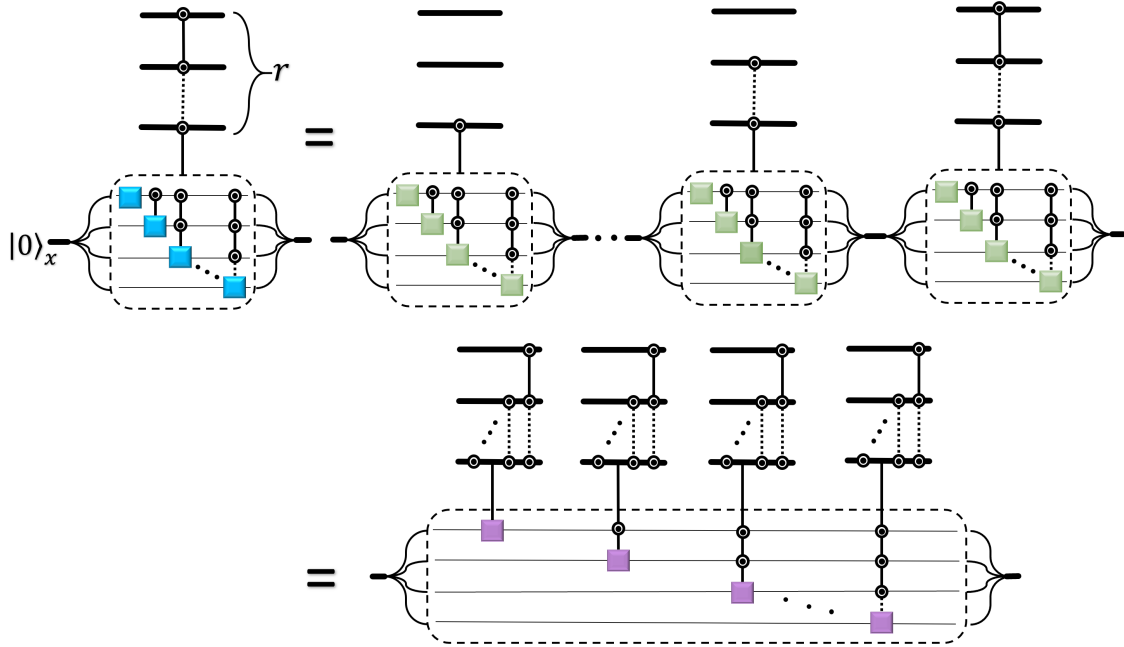 r
=
|0⟩ₓ
=